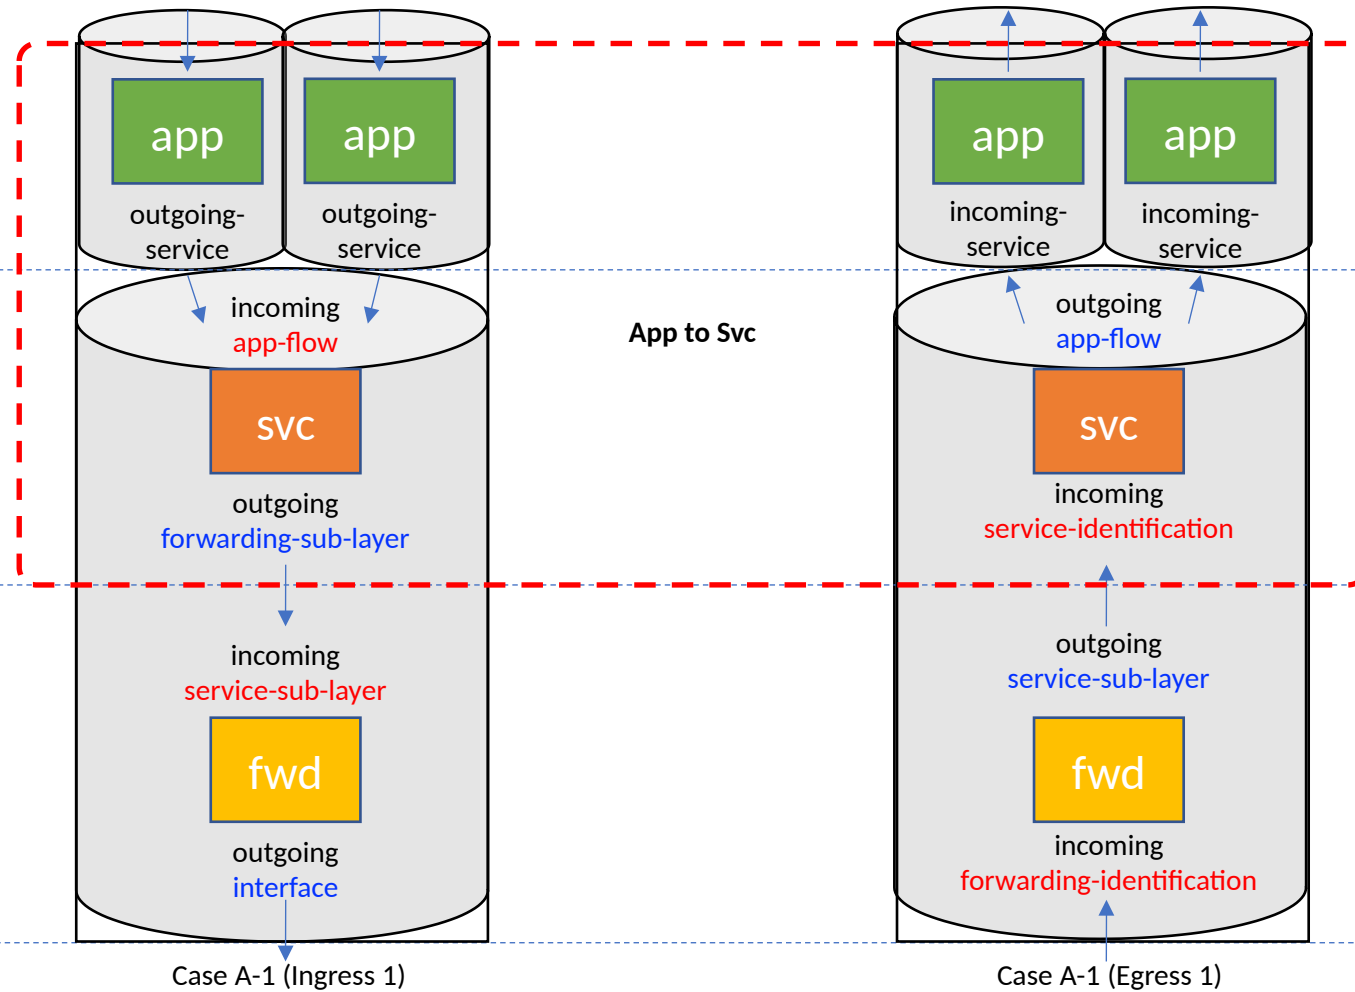 app
app
outgoing-
service
outgoing-
service
incoming
app-flow
svc
outgoing
forwarding-sub-layer
incoming
service-sub-layer
fwd
outgoing
interface
Case A-1 (Ingress 1)
App to Svc
app
app
incoming-
service
incoming-
service
outgoing
app-flow
svc
incoming
service-identification
outgoing
service-sub-layer
fwd
incoming
forwarding-identification
Case A-1 (Egress 1)